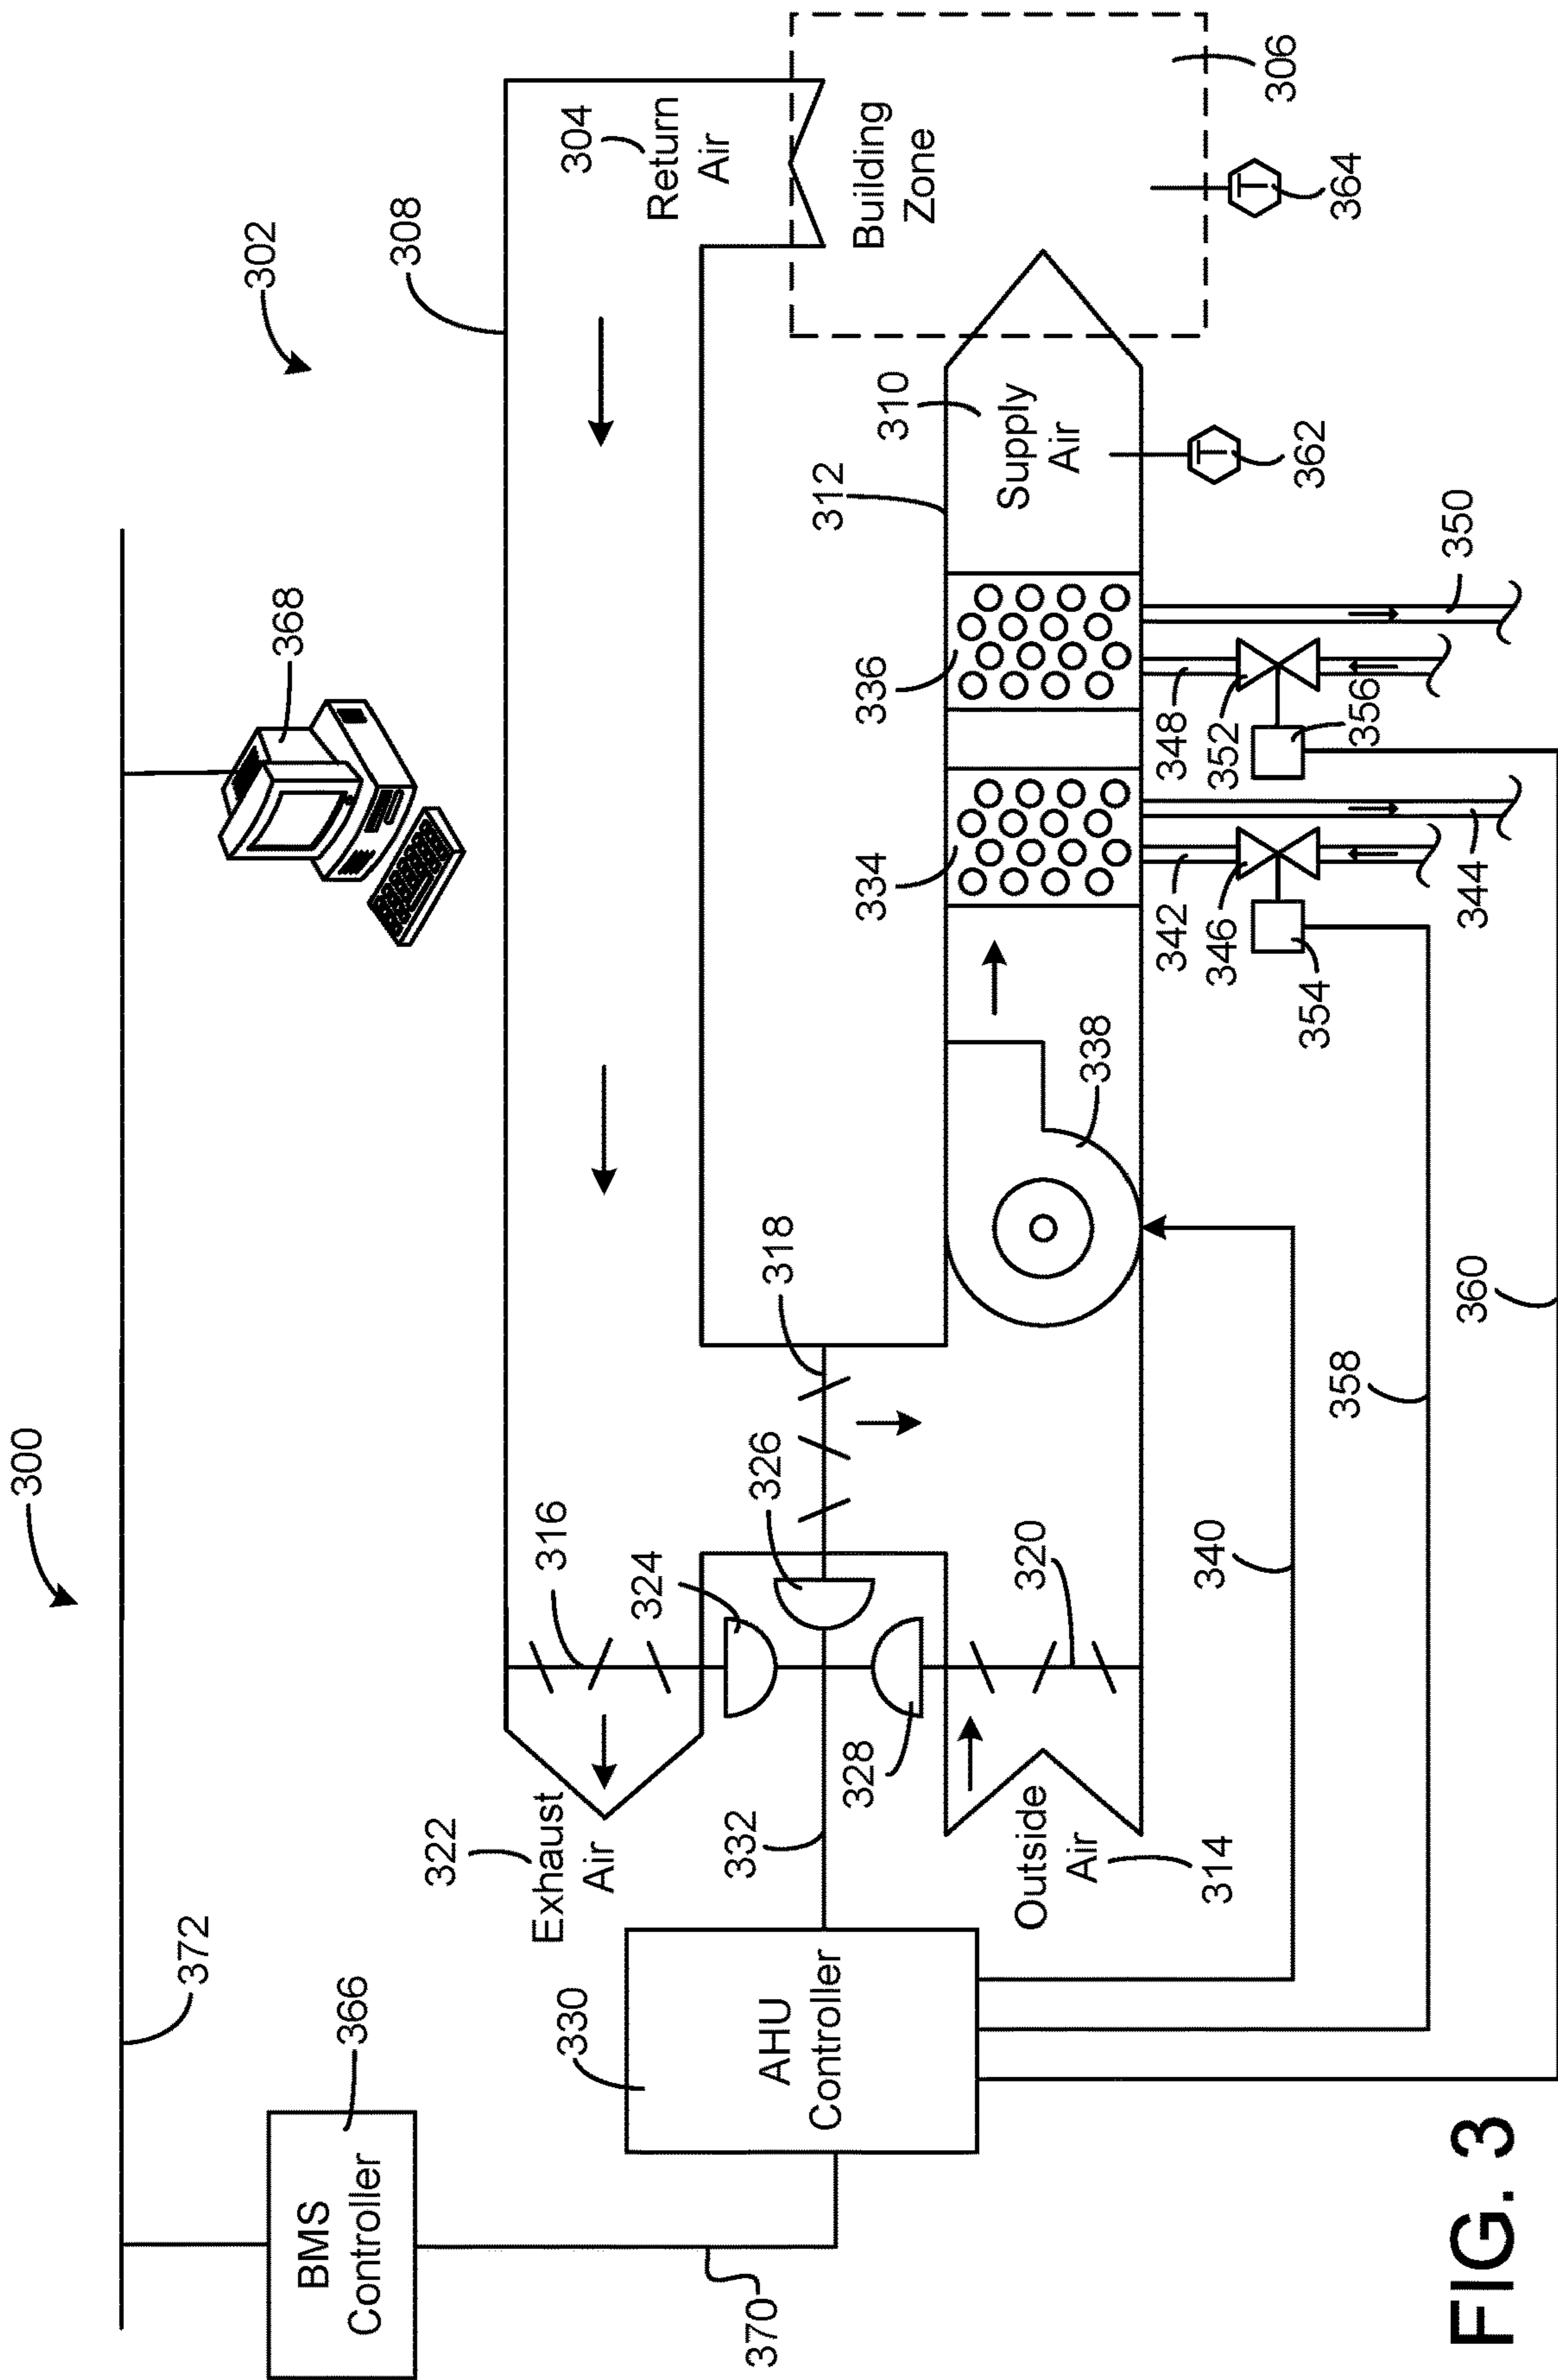 300
302
372
368
BMS
Controller
366
370
308
304
Return
Air
322
Exhaust
Air
316
324
326
318
Building
Zone
306
330
AHU
Controller
332
328
320
Outside
Air
314
338
334
336
312
310
Supply
Air
364
362
342
346
354
344
348
352
356
350
340
358
360
FIG. 3
T
T